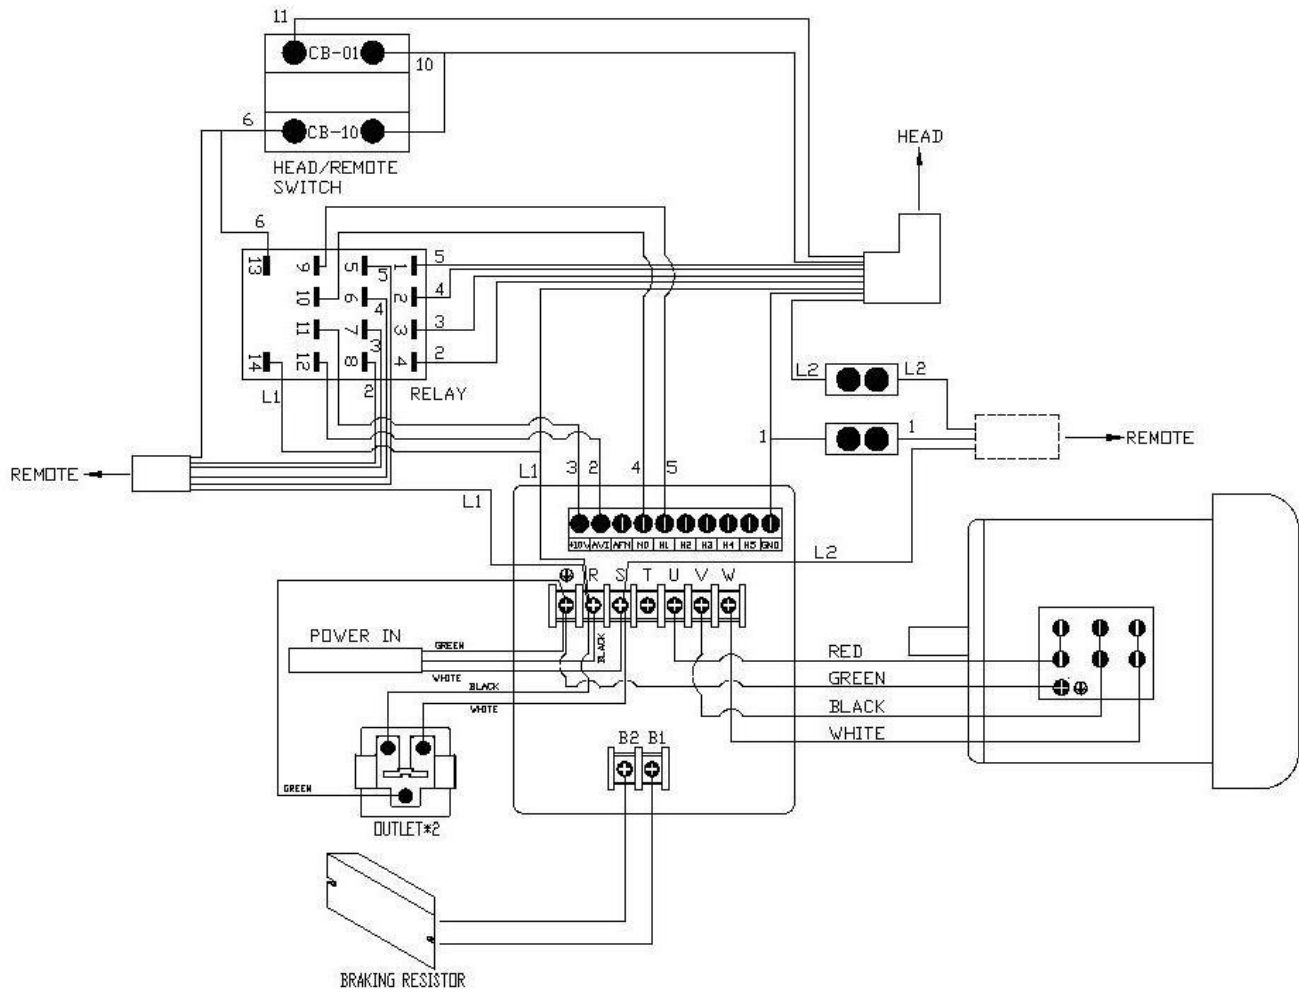 11
CB-01
10
6
CB-10
HEAD/REMOTE
SWITCH
HEAD
6
13
9
5
1
5
5
10
6
2
4
4
11
7
3
3
3
14
12
8
4
2
L1
2
RELAY
L2
L2
1
1
REMOTE
REMOTE
L1
L1
3
2
4
5
+10V
AVI
AFN
M0
M1
M2
M3
M4
M5
GND
L2
R
S
T
U
V
W
POWER IN
GREEN
BLACK
WHITE
BLACK
WHITE
RED
GREEN
BLACK
WHITE
B2
B1
GREEN
OUTLET*2
BRAKING RESISTOR